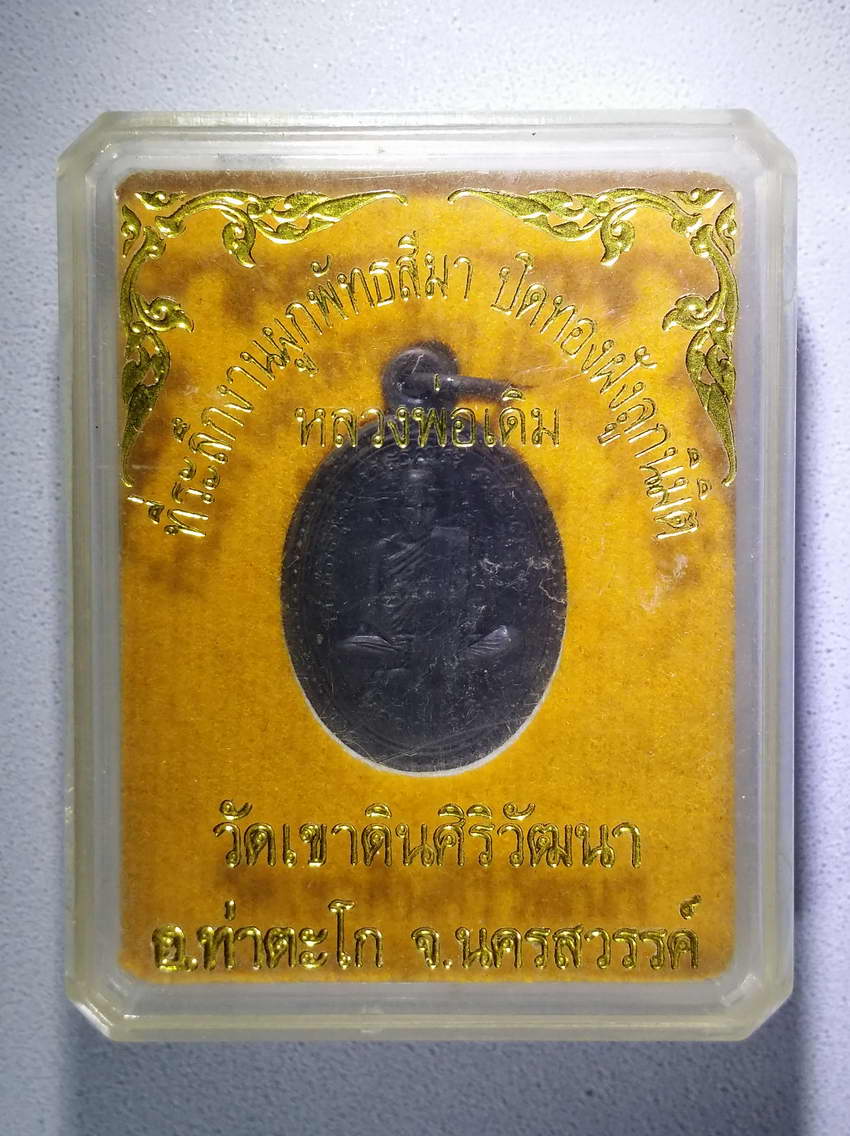 ที่ระลึกงานผูกพัทธสีมา ปิดทองฝังลูกนิมิต
หลวงพ่อเดิม
วัดเขาดินศิริวัฒนา
อ.ท่าตะโก จ.นครสวรรค์